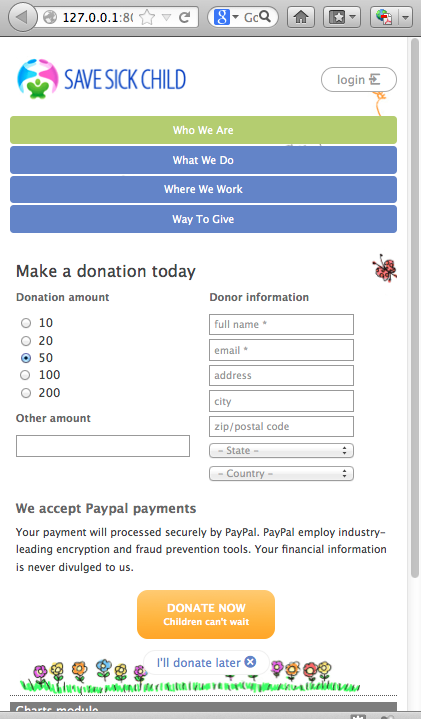 127.0.0.1:80
Go
SAVE SICK CHILD
login
Who We Are
What We Do
Where We Work
Way To Give
Make a donation today
Donation amount
Donor information
10
20
50
100
200
full name *
email *
address
city
zip/postal code
- State -
- Country -
Other amount
We accept Paypal payments
Your payment will processed securely by PayPal. PayPal employ industry-
leading encryption and fraud prevention tools. Your financial information
is never divulged to us.
DONATE NOW
Children can't wait
I'll donate later
Charts module